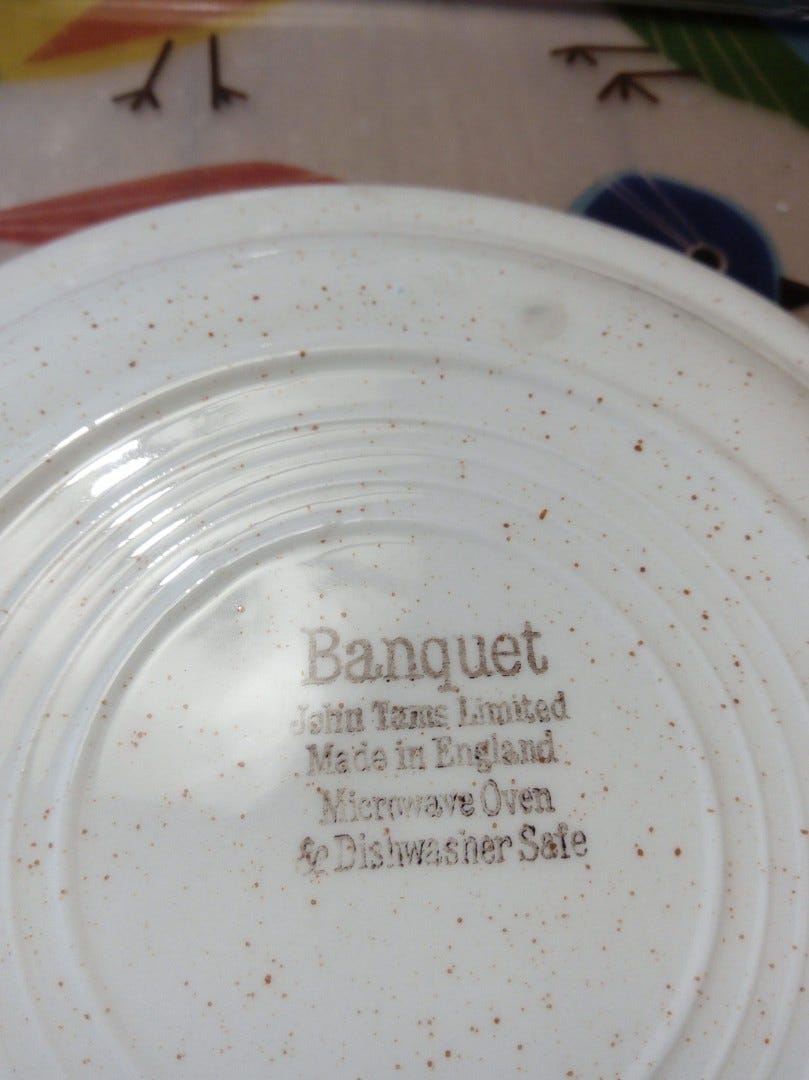 Banquet
John Tams Limited
Made in England
Microwave Oven
& Dishwasher Safe